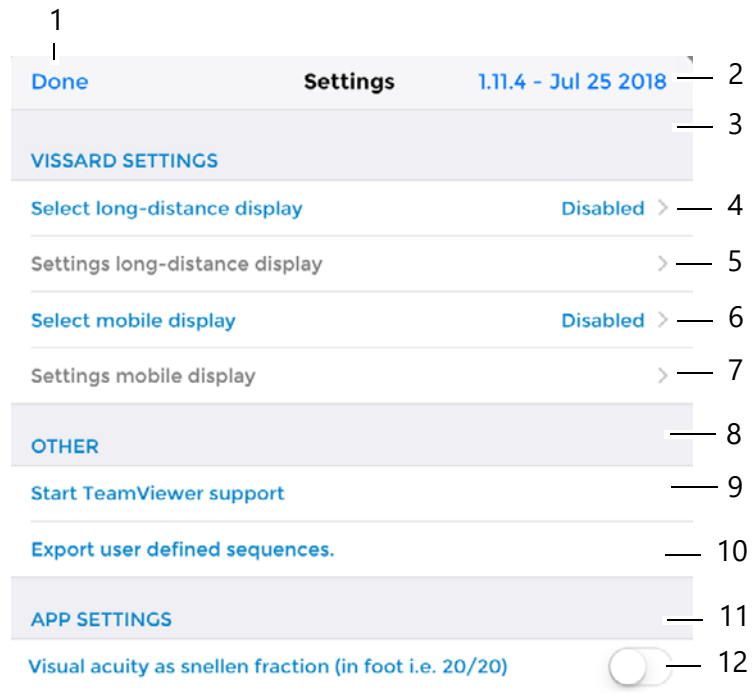 1
Done Settings 1.11.4 - Jul 25 2018 2
3
VISSARD SETTINGS
Select long-distance display Disabled 4
Settings long-distance display 5
Select mobile display Disabled 6
Settings mobile display 7
8
OTHER
Start TeamViewer support 9
Export user defined sequences. 10
APP SETTINGS 11
Visual acuity as snellen fraction (in foot i.e. 20/20) 12